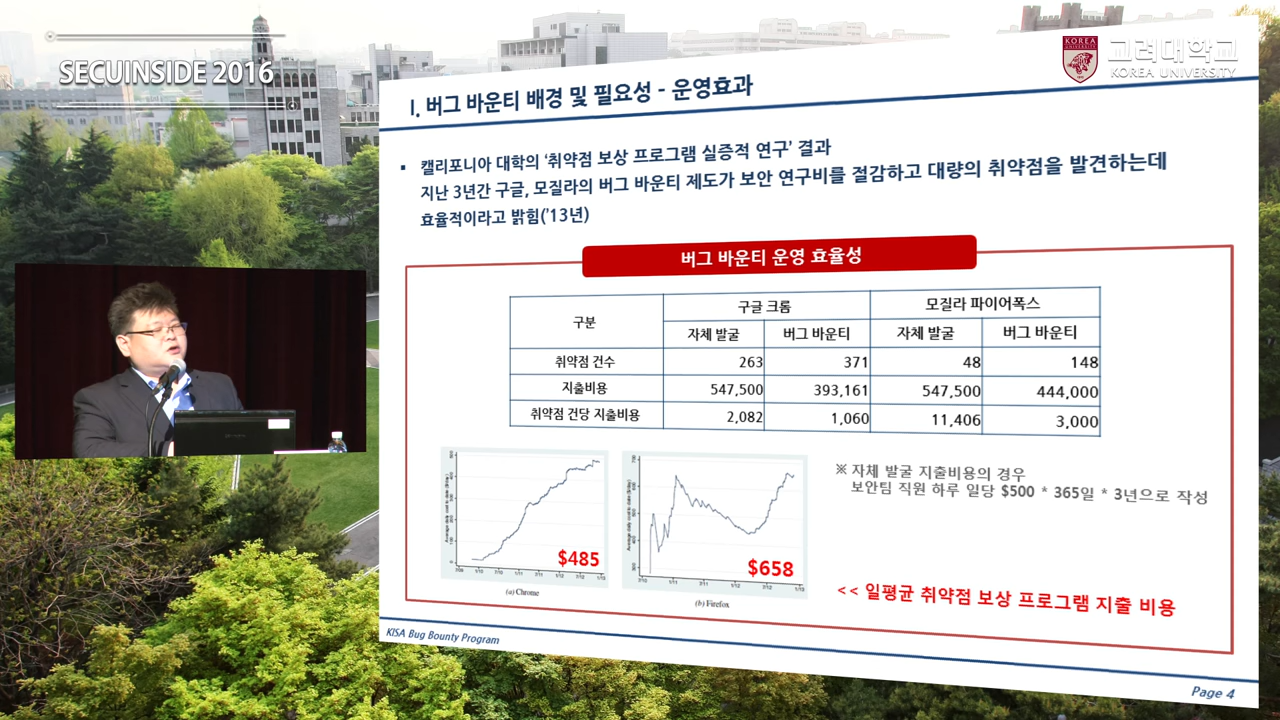 SECUINSIDE 2016
KOREA
UNIVERSITY
고려대학교
KOREA UNIVERSITY
I. 버그 바운티 배경 및 필요성 - 운영효과
▪ 캘리포니아 대학의 '취약점 보상 프로그램 실증적 연구' 결과
지난 3년간 구글, 모질라의 버그 바운티 제도가 보안 연구비를 절감하고 대량의 취약점을 발견하는데
효율적이라고 밝힘('13년)
버그 바운티 운영 효율성
구분 구글 크롬 모질라 파이어폭스
자체 발굴 버그 바운티 자체 발굴 버그 바운티
취약점 건수 263 371 48 148
지출비용 547,500 393,161 547,500 444,000
취약점 건당 지출비용 2,082 1,060 11,406 3,000
$485
(a) Chrome
$658
(b) Firefox
※ 자체 발굴 지출비용의 경우
보안팀 직원 하루 일당 $500 * 365일 * 3년으로 작성
<< 일평균 취약점 보상 프로그램 지출 비용
KISA Bug Bounty Program
Page 4